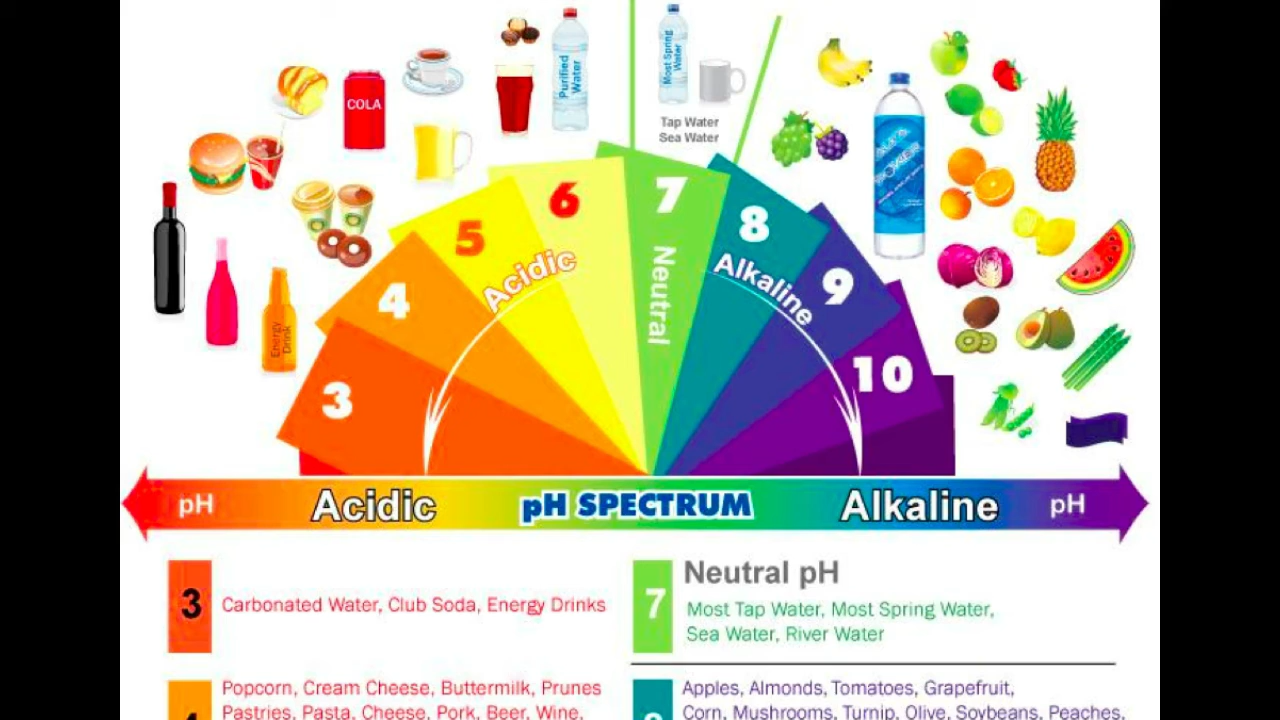 COLA
Purified
Water
Most Spring
Water
Tap Water
Sea Water
Energy
Drink
3
4
5
6
7
8
9
10
Acidic
Neutral
Alkaline
pH
Acidic
pH SPECTRUM
Alkaline
pH
3
Carbonated Water, Club Soda, Energy Drinks
Popcorn, Cream Cheese, Buttermilk, Prunes
Pastries, Pasta, Cheese, Pork, Beer, Wine,
7
Neutral pH
Most Tap Water, Most Spring Water,
Sea Water, River Water
Apples, Almonds, Tomatoes, Grapefruit,
Corn, Mushrooms, Turnip, Olive, Soybeans, Peaches,